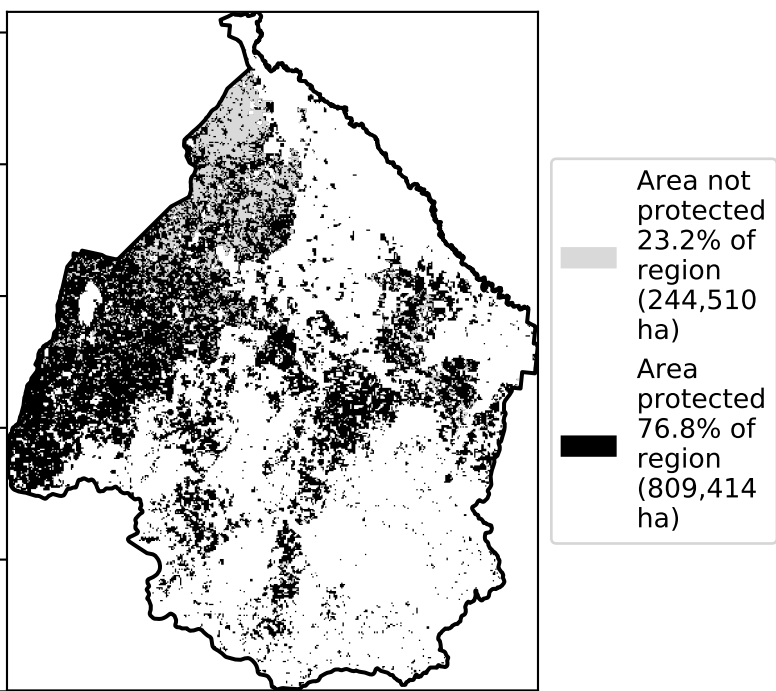 Area not
protected
23.2% of
region
(244,510
ha)
Area
protected
76.8% of
region
(809,414
ha)